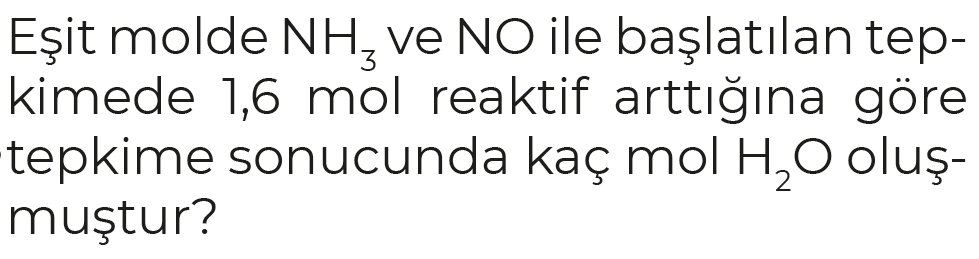 Eşit molde NH₃ ve NO ile başlatılan tep-
kimede 1,6 mol reaktif arttığına göre
tepkime sonucunda kaç mol H₂O oluş-
muştur?